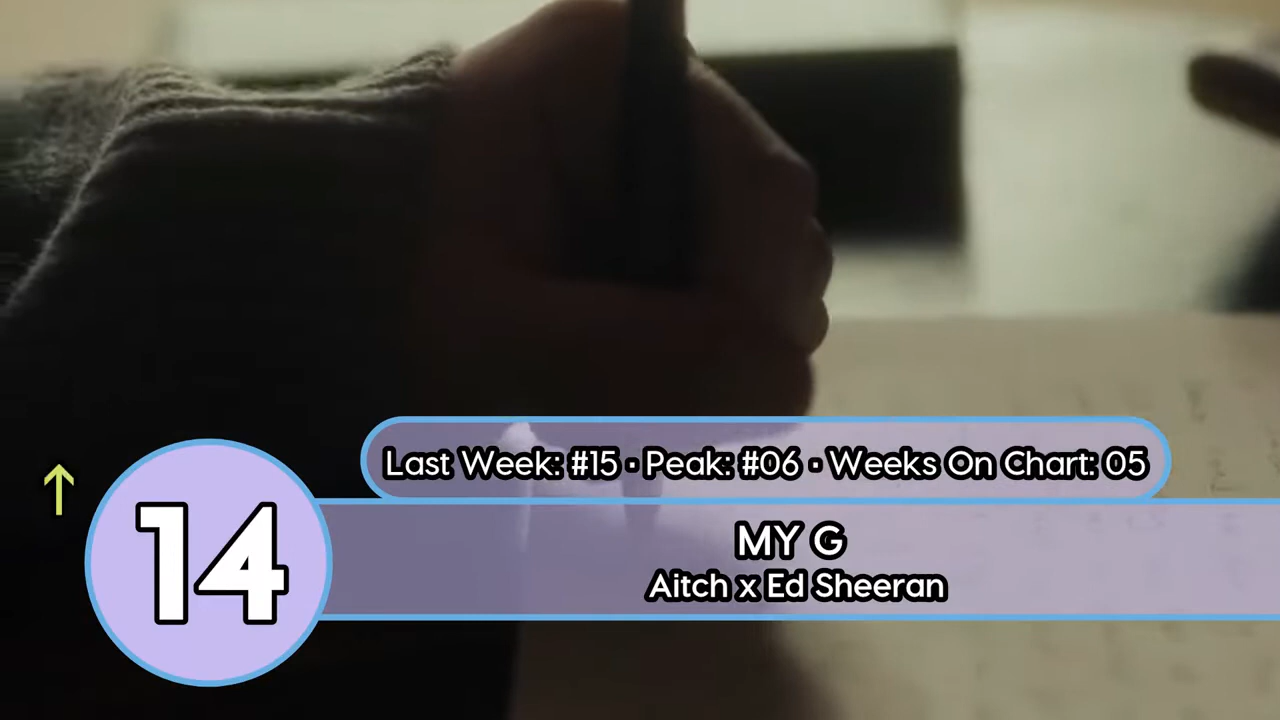 Last Week: #15 • Peak: #06 • Weeks On Chart: 05
14
MY G
Aitch x Ed Sheeran